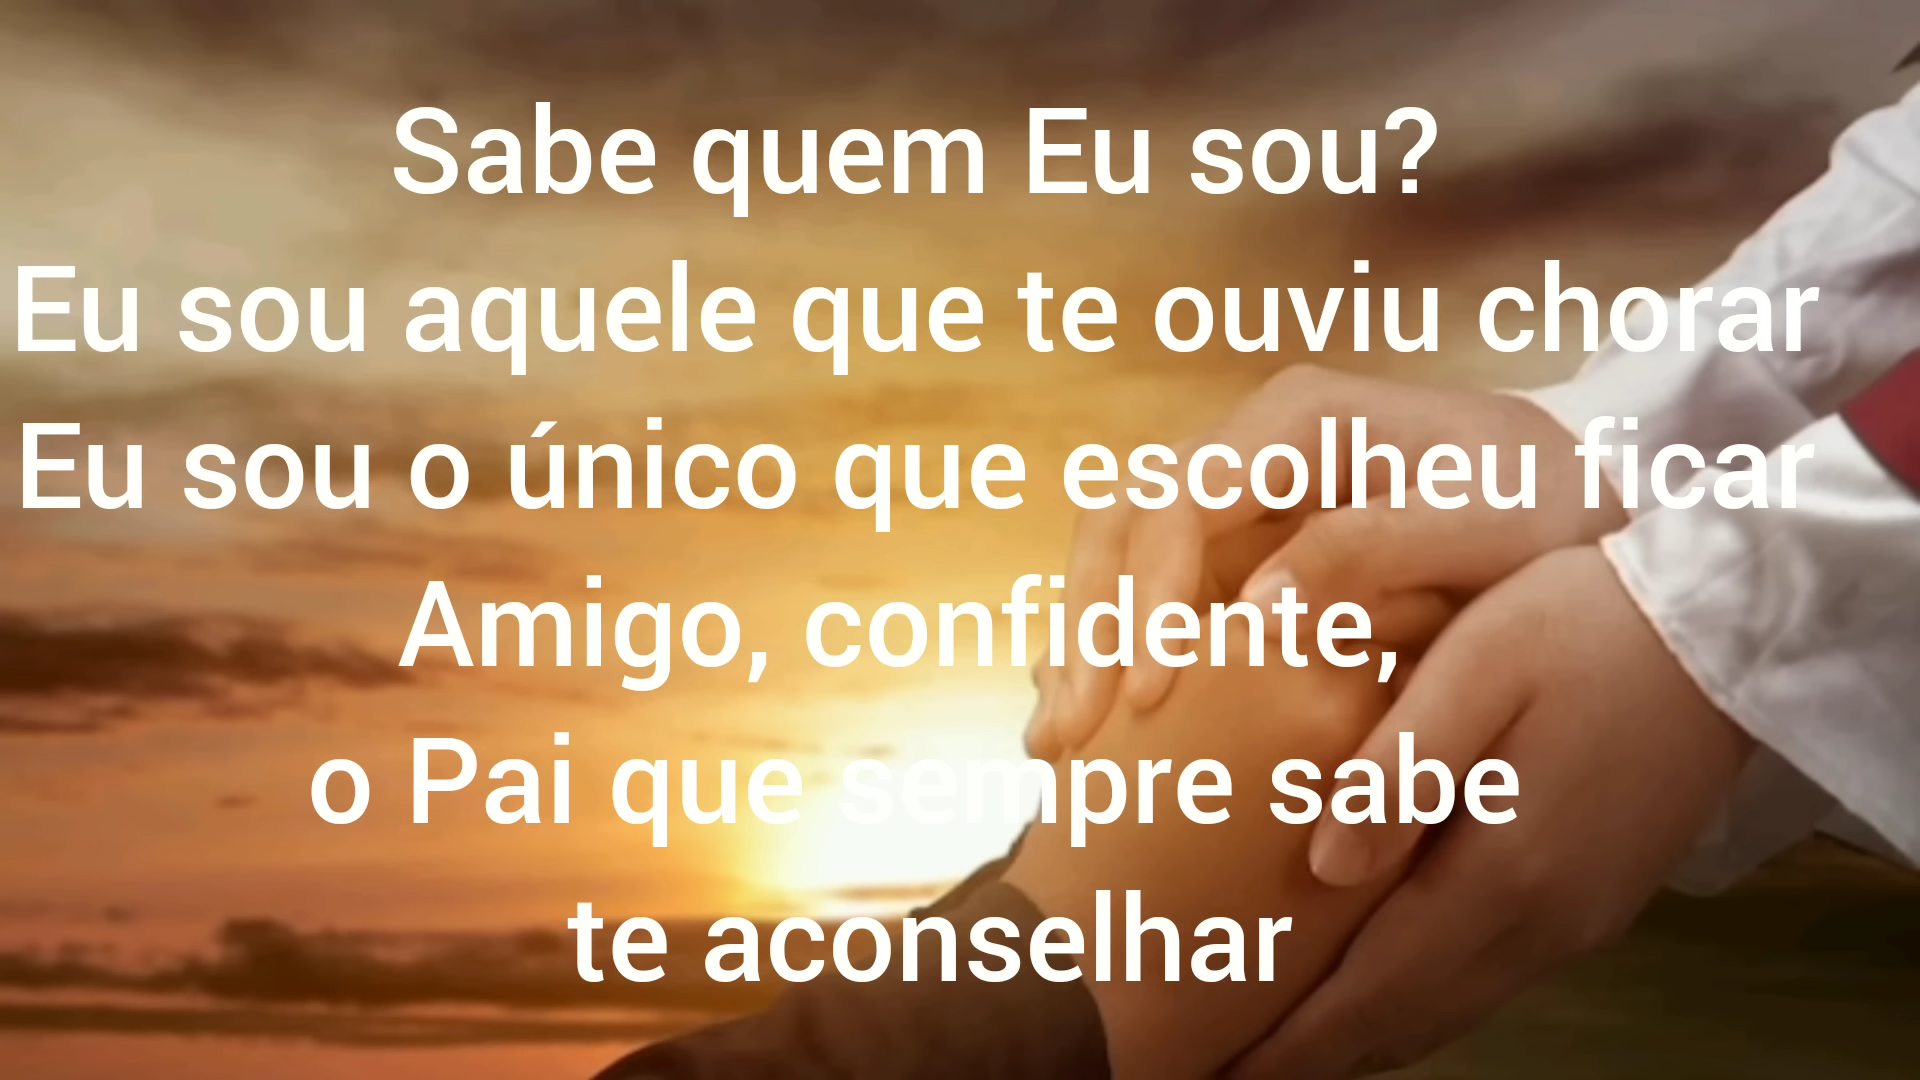 Sabe quem Eu sou?
Eu sou aquele que te ouviu chorar
Eu sou o único que escolheu ficar
Amigo, confidente,
o Pai que sempre sabe
te aconselhar